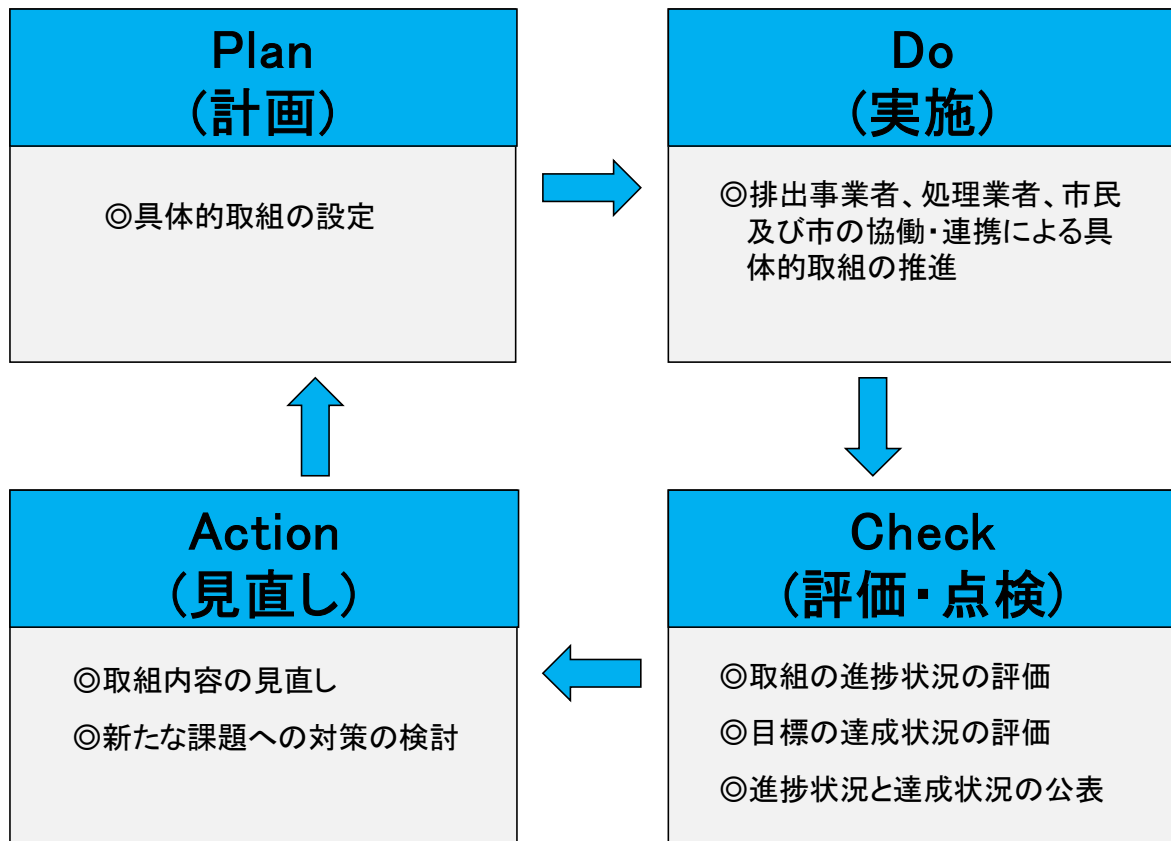 Plan
(計画)
◎具体的取組の設定
Do
(実施)
◎排出事業者、処理業者、市民
及び市の協働・連携による具
体的取組の推進
Check
(評価・点検)
◎取組の進捗状況の評価
◎目標の達成状況の評価
◎進捗状況と達成状況の公表
Action
(見直し)
◎取組内容の見直し
◎新たな課題への対策の検討